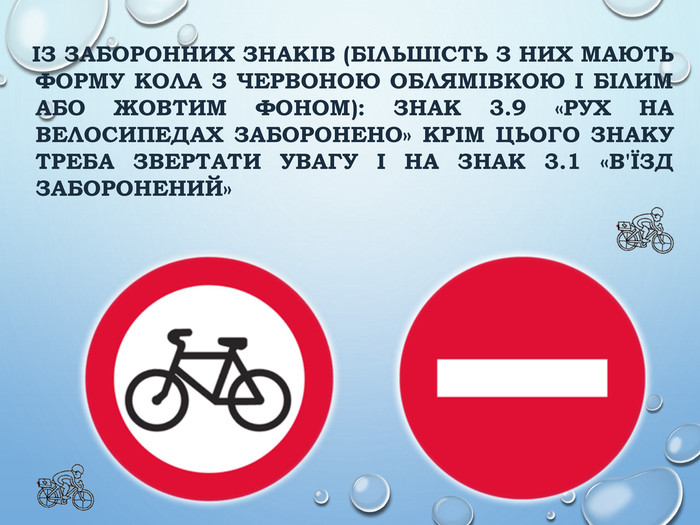 ІЗ ЗАБОРОННИХ ЗНАКІВ (БІЛЬШІСТЬ З НИХ МАЮТЬ
ФОРМУ КОЛА З ЧЕРВОНОЮ ОБЛЯМІВКОЮ І БІЛИМ
АБО ЖОВТИМ ФОНОМ): ЗНАК 3.9 «РУХ НА
ВЕЛОСИПЕДАХ ЗАБОРОНЕНО» КРІМ ЦЬОГО ЗНАКУ
ТРЕБА ЗВЕРТАТИ УВАГУ І НА ЗНАК 3.1 «В'ЇЗД
ЗАБОРОНЕНИЙ»